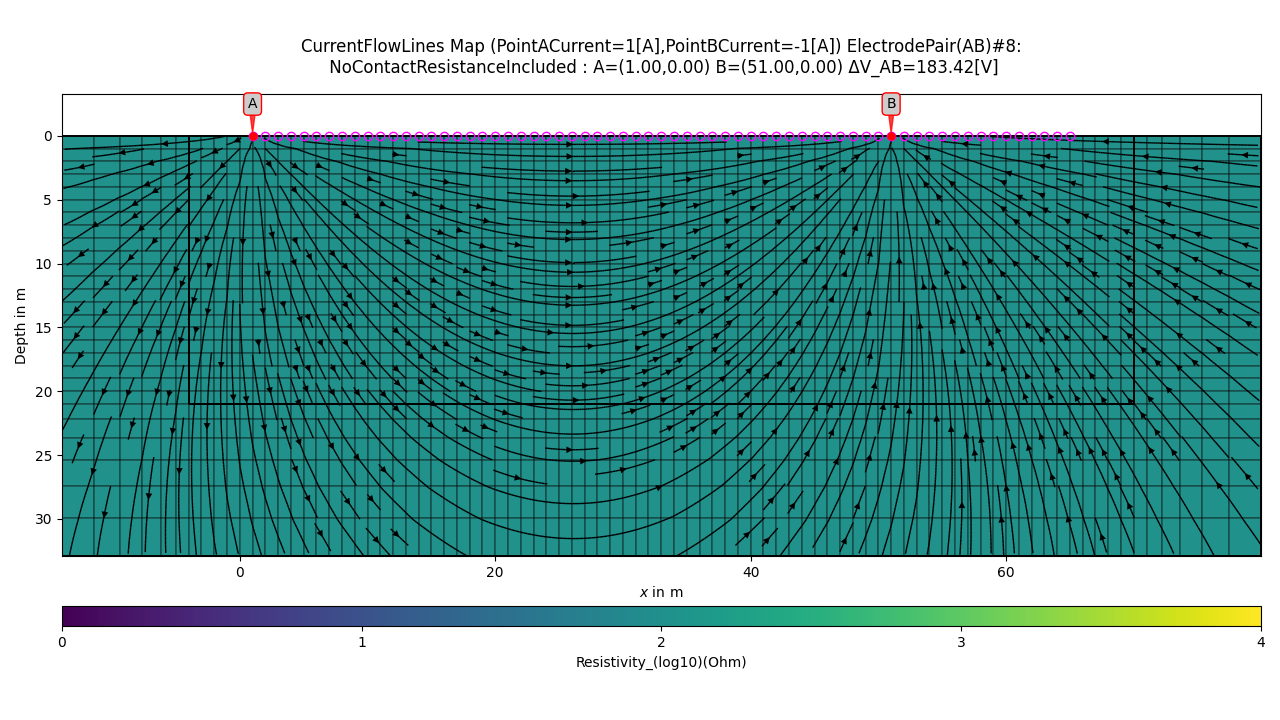 CurrentFlowLines Map (PointACurrent=1[A],PointBCurrent=-1[A]) ElectrodePair(AB)#8:
NoContactResistanceIncluded : A=(1.00,0.00) B=(51.00,0.00) ΔV_AB=183.42[V]
A B
0
5
10
15
20
25
30
Depth in m
0 20 40 60
x in m
0 1 2 3 4
Resistivity_(log10)(Ohm)